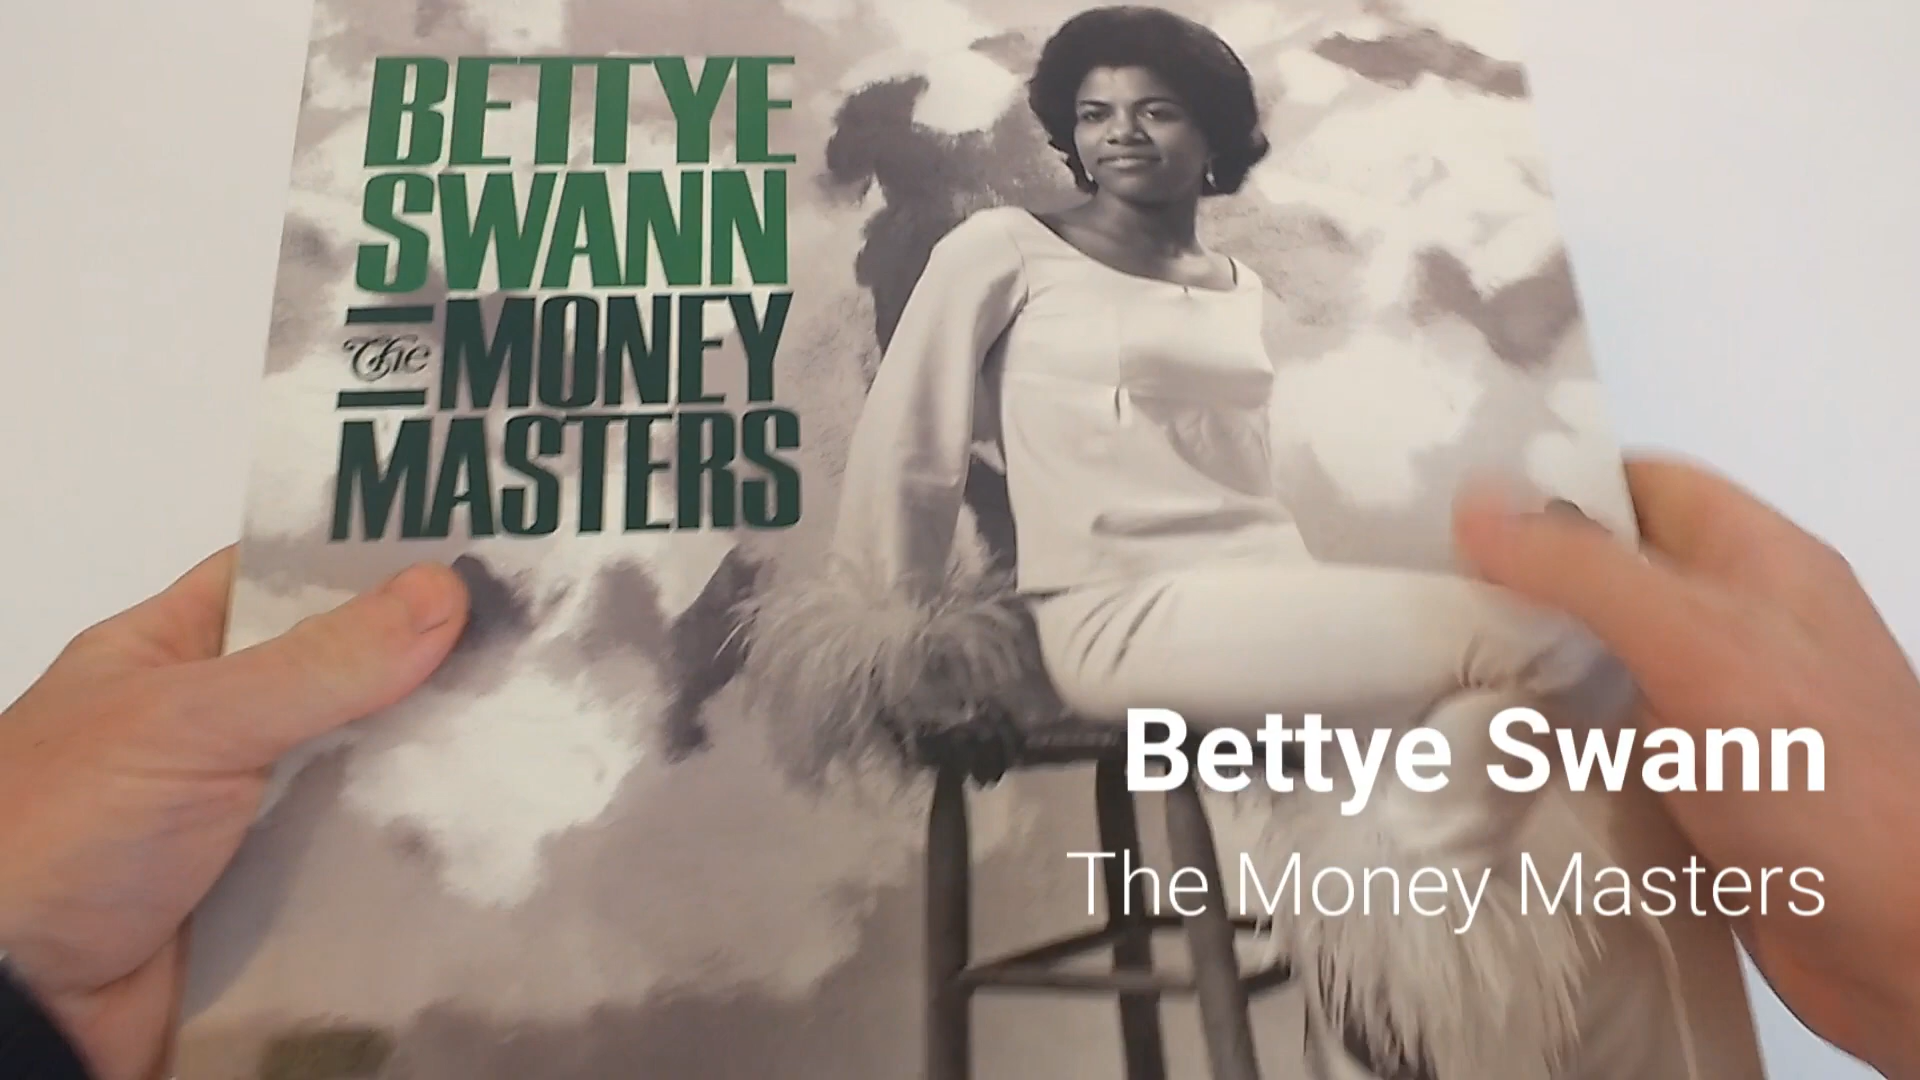 BETTYE
SWANN
The MONEY
MASTERS
Bettye Swann
The Money Masters